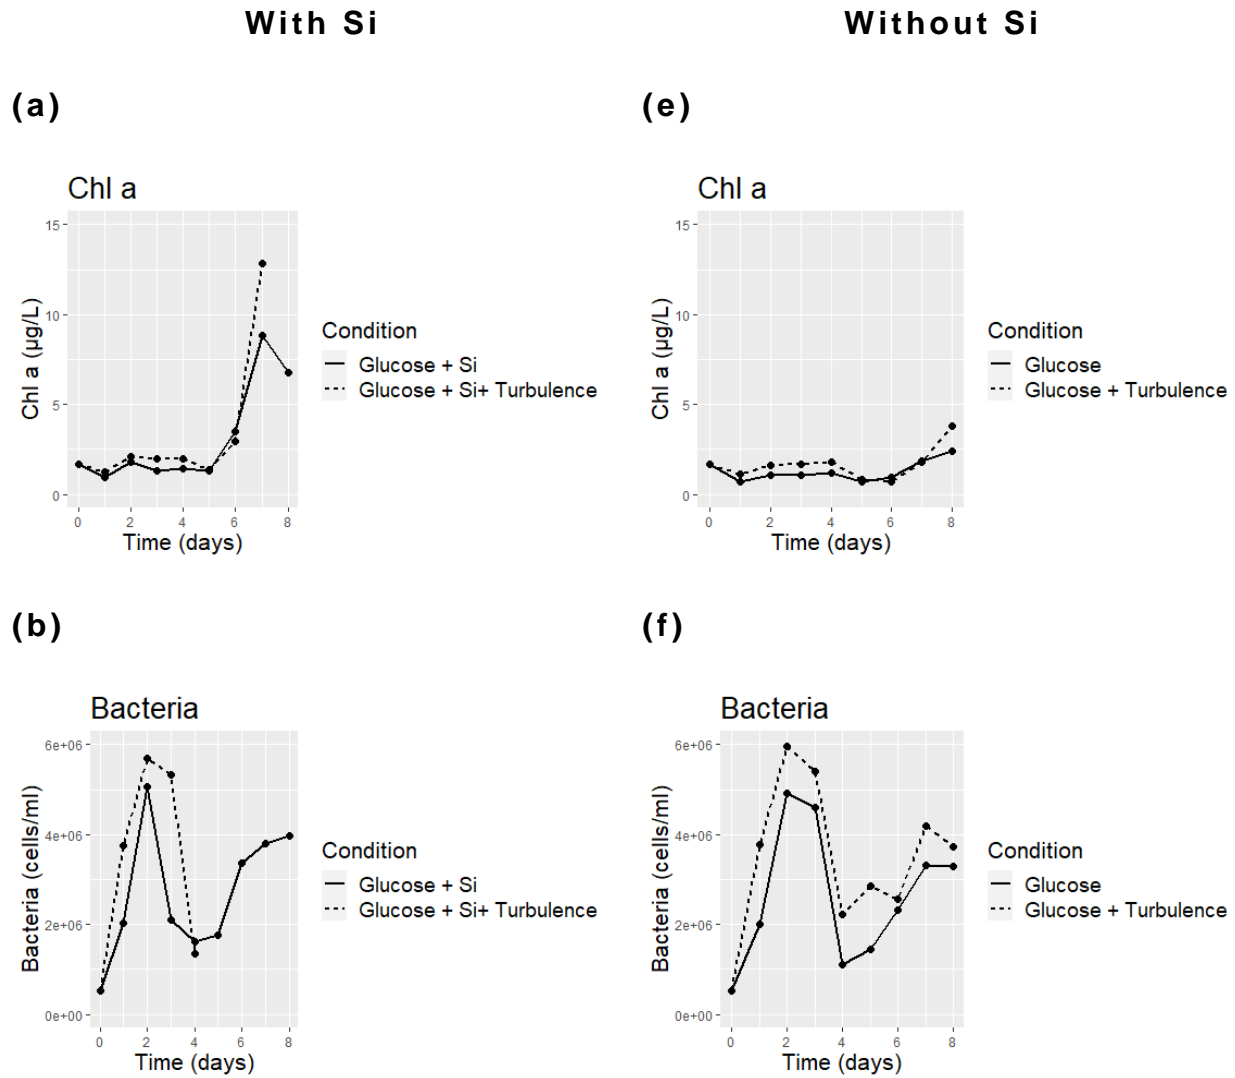 With Si
Without Si
(a)
(e)
Chl a
Chl a
15
10
5
0
Chl a (µg/L)
0 2 4 6 8
Time (days)
Condition
Glucose + Si
Glucose + Si+ Turbulence
15
10
5
0
Chl a (µg/L)
0 2 4 6 8
Time (days)
Condition
Glucose
Glucose + Turbulence
(b)
(f)
Bacteria
Bacteria
6e+06
4e+06
2e+06
0e+00
Bacteria (cells/ml)
0 2 4 6 8
Time (days)
Condition
Glucose + Si
Glucose + Si+ Turbulence
6e+06
4e+06
2e+06
0e+00
Bacteria (cells/ml)
0 2 4 6 8
Time (days)
Condition
Glucose
Glucose + Turbulence